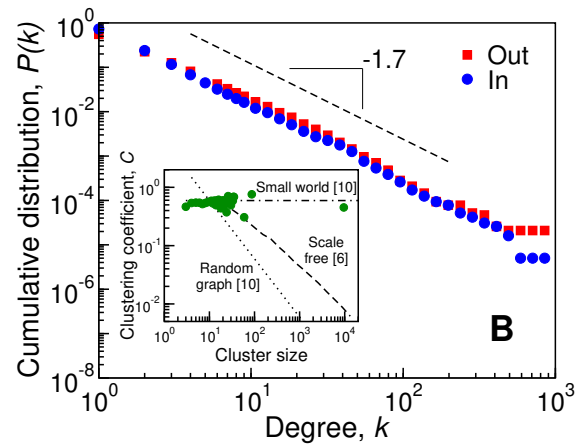 10^0
10^-2
10^-4
10^-6
10^-8
10^0
10^1
10^2
10^3
Cumulative distribution, P(k)
Degree, k
-1.7
Out
In
B
10^0
10^-1
10^-2
10^0
10^1
10^2
10^3
10^4
Clustering coefficient, C
Cluster size
Small world [10]
Scale
free [6]
Random
graph [10]